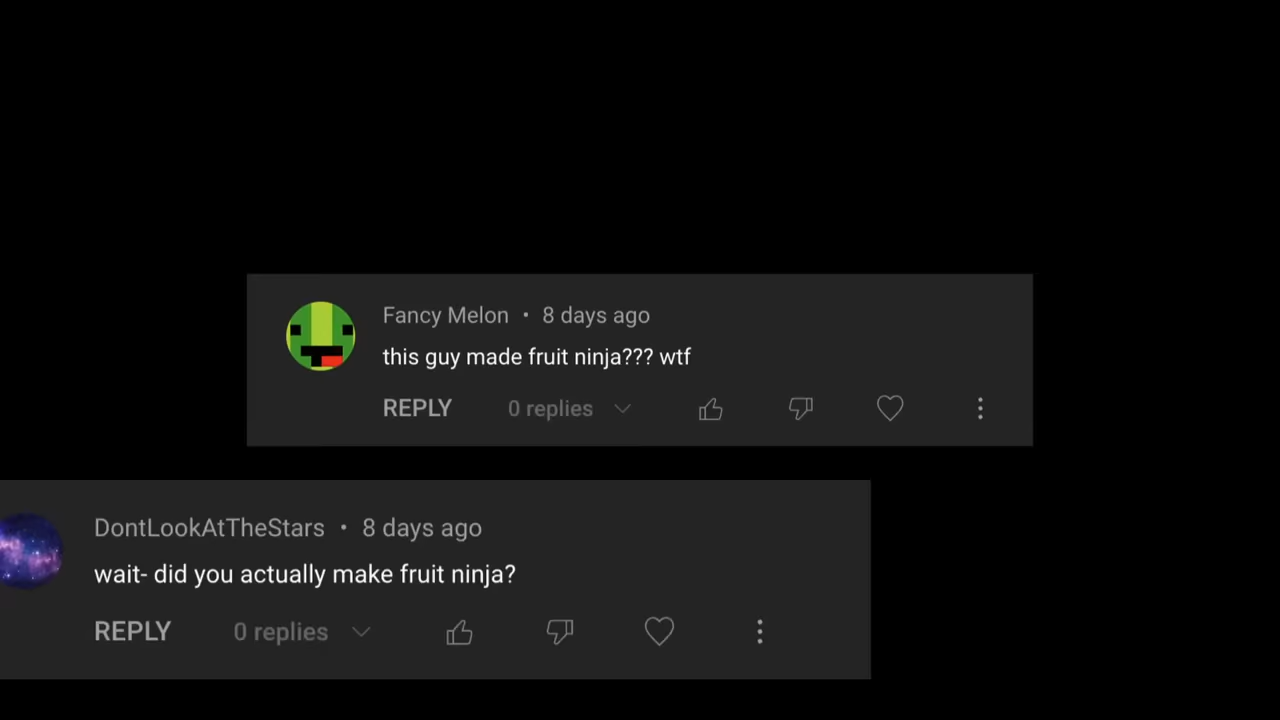 Fancy Melon • 8 days ago
this guy made fruit ninja??? wtf
REPLY 0 replies
DontLookAtTheStars • 8 days ago
wait- did you actually make fruit ninja?
REPLY 0 replies